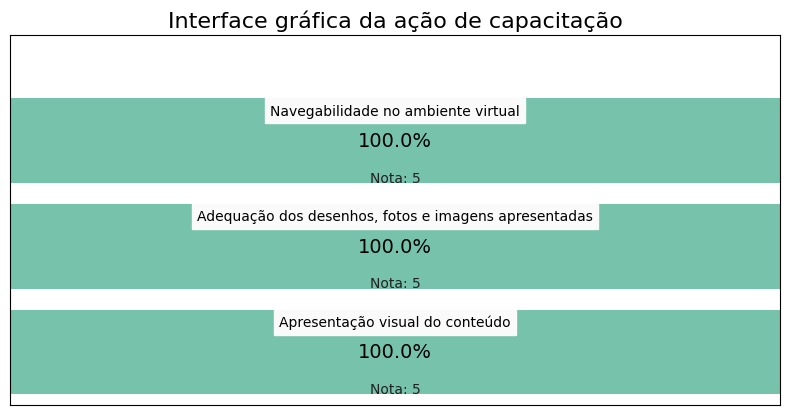 Interface gráfica da ação de capacitação
Navegabilidade no ambiente virtual
100.0%
Nota: 5
Adequação dos desenhos, fotos e imagens apresentadas
100.0%
Nota: 5
Apresentação visual do conteúdo
100.0%
Nota: 5